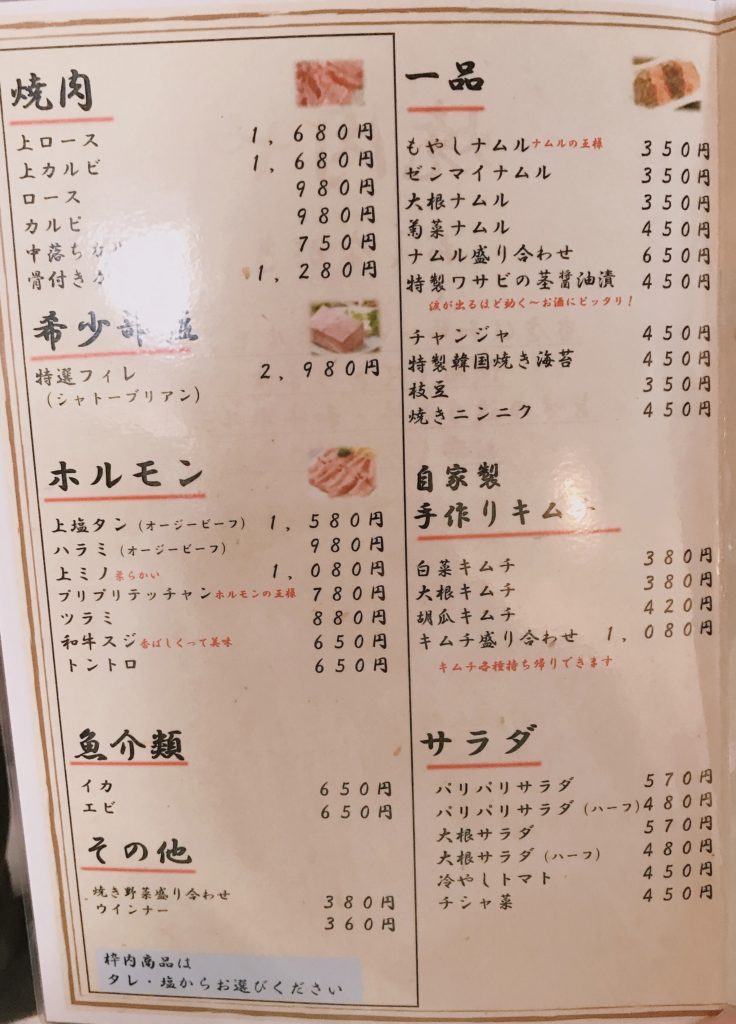 焼肉
上ロース 1,680円
上カルビ 1,680円
ロース 980円
カルビ 980円
中落ちカル 750円
骨付きカ 1,280円
希少部位
特選フィレ 2,980円
(シャトーブリアン)
ホルモン
上塩タン(オージービーフ) 1,580円
ハラミ(オージービーフ) 980円
上ミノ柔らかい 1,080円
プリプリテッチャンホルモンの王様 780円
ツラミ 880円
和牛スジ香ばしくって美味 650円
トントロ 650円
魚介類
イカ 650円
エビ 650円
その他
焼き野菜盛り合わせ 380円
ウインナー 360円
枠内商品は
タレ・塩からお選びください
一品
もやしナムルナムルの王様 350円
ゼンマイナムル 350円
大根ナムル 350円
菊菜ナムル 450円
ナムル盛り合わせ 650円
特製ワサビの茎醤油漬 450円
涙が出るほど効く～お酒にピッタリ!
チャンジャ 450円
特製韓国焼き海苔 450円
枝豆 350円
焼きニンニク 450円
自家製
手作りキムチ
白菜キムチ 380円
大根キムチ 380円
胡瓜キムチ 420円
キムチ盛り合わせ 1,080円
キムチ各種持ち帰りできます
サラダ
パリパリサラダ 570円
パリパリサラダ(ハーフ) 480円
大根サラダ 570円
大根サラダ(ハーフ) 480円
冷やしトマト 450円
チシャ菜 450円